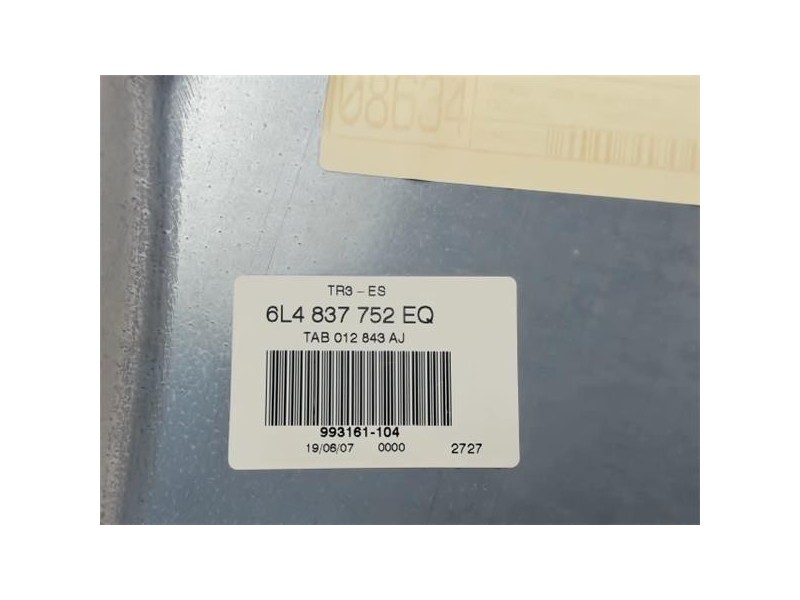 08634
TR3 - ES
6L4 837 752 EQ
TAB 012 843 AJ
993161-104
19/06/07 0000 2727